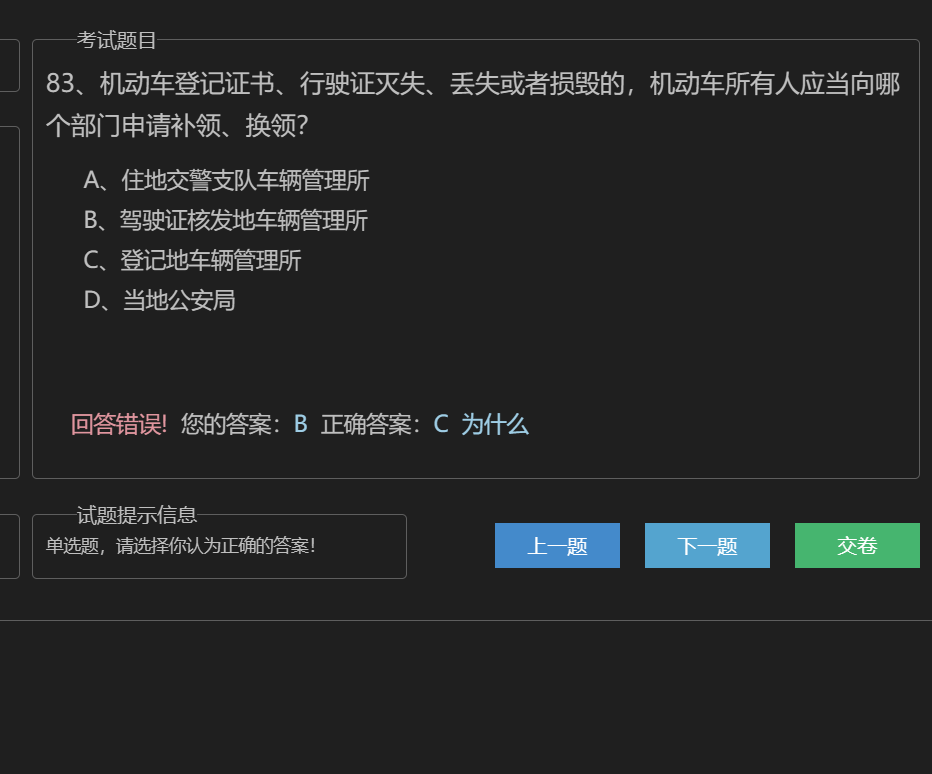 考试题目
83、机动车登记证书、行驶证灭失、丢失或者损毁的，机动车所有人应当向哪
个部门申请补领、换领？
A、住地交警支队车辆管理所
B、驾驶证核发地车辆管理所
C、登记地车辆管理所
D、当地公安局
回答错误! 您的答案：B 正确答案：C 为什么
试题提示信息
单选题，请选择你认为正确的答案！
上一题 下一题 交卷